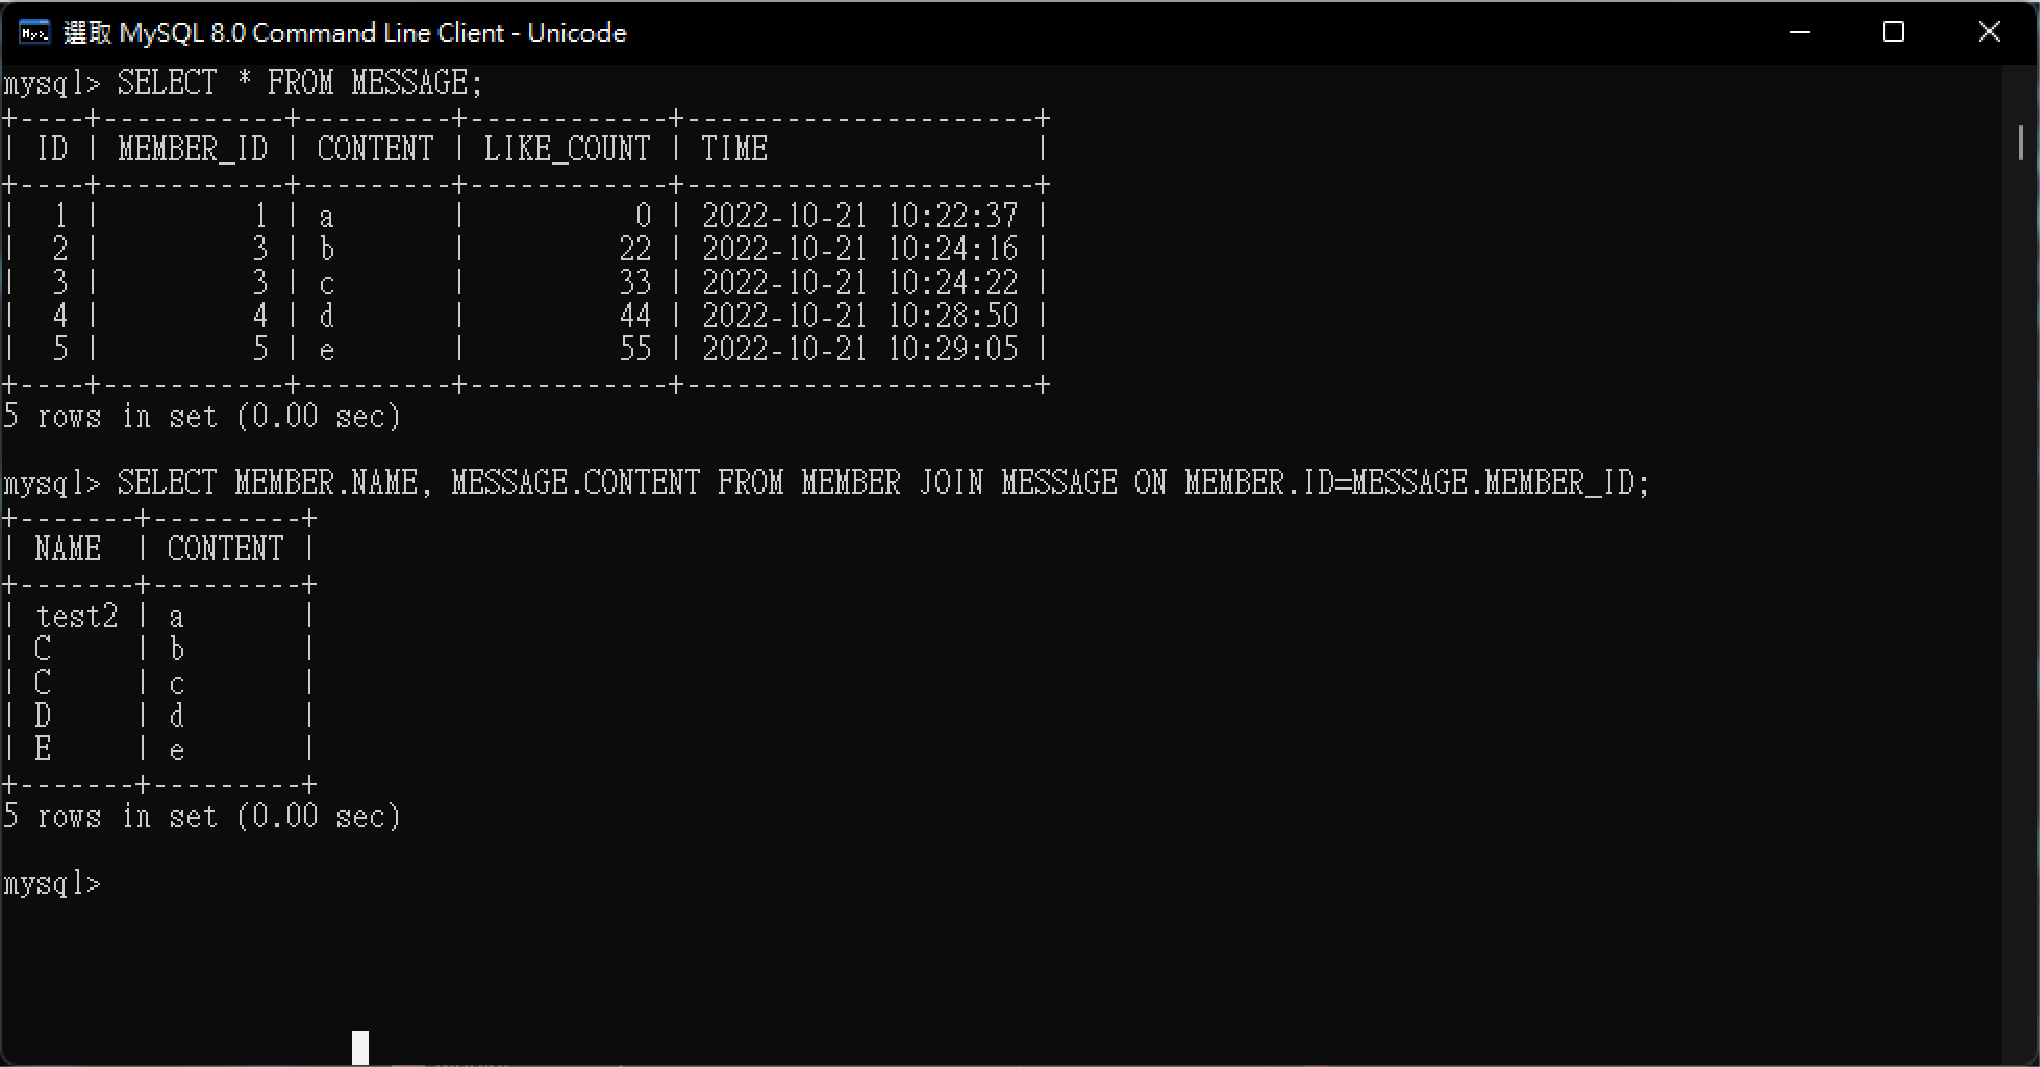 選取 MySQL 8.0 Command Line Client - Unicode
mysql> SELECT * FROM MESSAGE;
+----+-----------+---------+------------+---------------------+
| ID | MEMBER_ID | CONTENT | LIKE_COUNT | TIME                |
+----+-----------+---------+------------+---------------------+
|  1 |         1 | a       |          0 | 2022-10-21 10:22:37 |
|  2 |         3 | b       |         22 | 2022-10-21 10:24:16 |
|  3 |         3 | c       |         33 | 2022-10-21 10:24:22 |
|  4 |         4 | d       |         44 | 2022-10-21 10:28:50 |
|  5 |         5 | e       |         55 | 2022-10-21 10:29:05 |
+----+-----------+---------+------------+---------------------+
5 rows in set (0.00 sec)
mysql> SELECT MEMBER.NAME, MESSAGE.CONTENT FROM MEMBER JOIN MESSAGE ON MEMBER.ID=MESSAGE.MEMBER_ID;
+-------+---------+
| NAME  | CONTENT |
+-------+---------+
| test2 | a       |
| C     | b       |
| C     | c       |
| D     | d       |
| E     | e       |
+-------+---------+
5 rows in set (0.00 sec)
mysql>